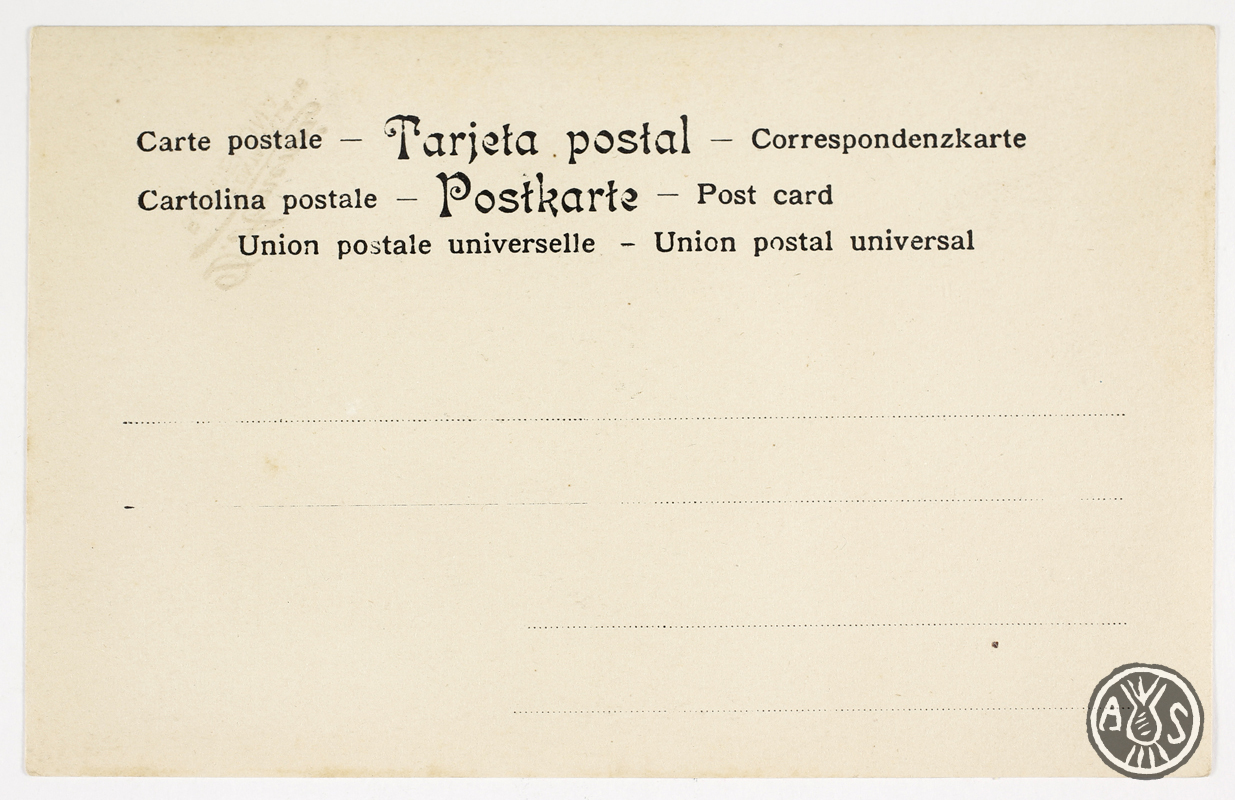 Carte postale – Tarjeta postal – Correspondenzkarte
Cartolina postale – Postkarte – Post card
Union postale universelle – Union postal universal
A S